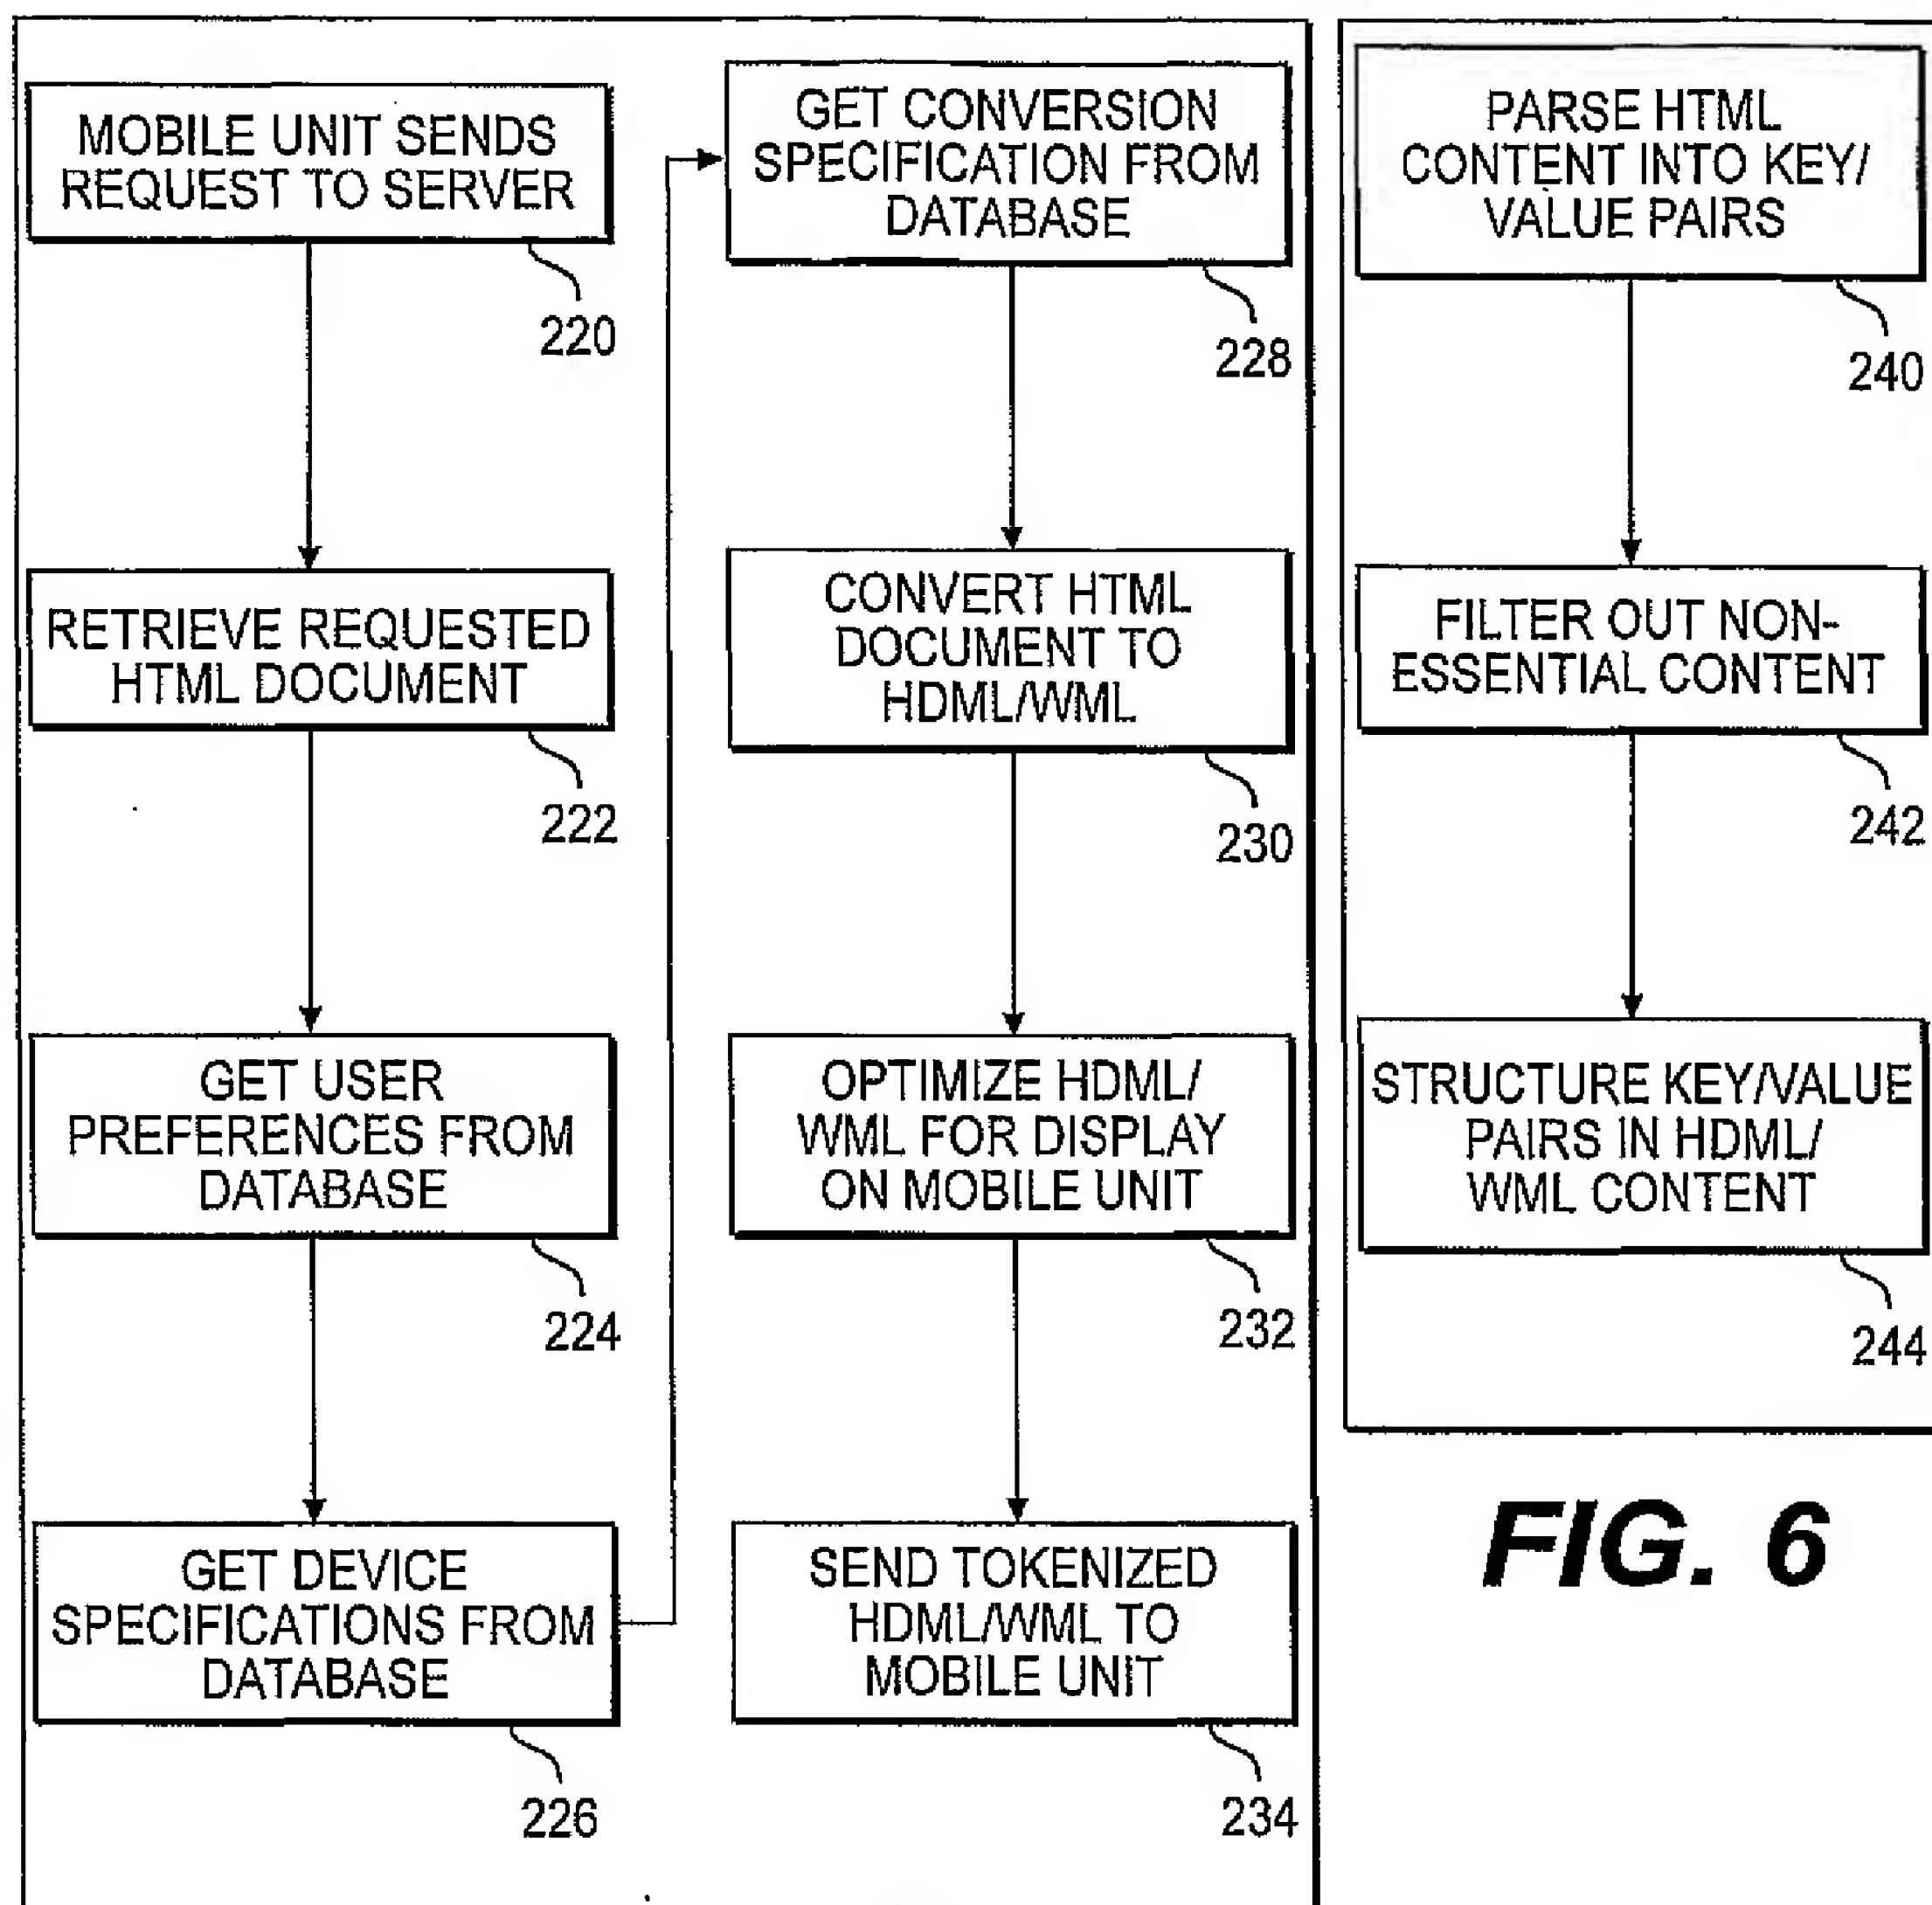 MOBILE UNIT SENDS
REQUEST TO SERVER
220
RETRIEVE REQUESTED
HTML DOCUMENT
222
GET USER
PREFERENCES FROM
DATABASE
224
GET DEVICE
SPECIFICATIONS FROM
DATABASE
226
GET CONVERSION
SPECIFICATION FROM
DATABASE
228
CONVERT HTML
DOCUMENT TO
HDML/WML
230
OPTIMIZE HDML/
WML FOR DISPLAY
ON MOBILE UNIT
232
SEND TOKENIZED
HDML/WML TO
MOBILE UNIT
234
PARSE HTML
CONTENT INTO KEY/
VALUE PAIRS
240
FILTER OUT NON-
ESSENTIAL CONTENT
242
STRUCTURE KEY/VALUE
PAIRS IN HDML/
WML CONTENT
244
FIG. 6